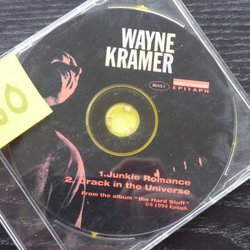 WAYNE
KRAMER
EPITAPH
1.Junkie Romance
2. Crack in the Universe
From the album "the Hard Stuff"
©® 1994 Epitaph